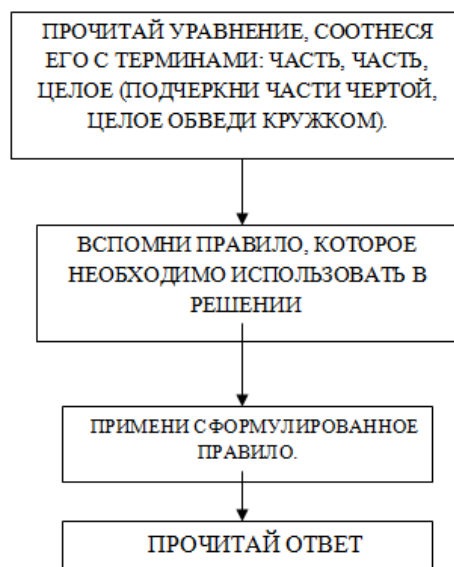 ПРОЧИТАЙ УРАВНЕНИЕ, СООТНЕСЯ
ЕГО С ТЕРМИНАМИ: ЧАСТЬ, ЧАСТЬ,
ЦЕЛОЕ (ПОДЧЕРКНИ ЧАСТИ ЧЕРТОЙ,
ЦЕЛОЕ ОБВЕДИ КРУЖКОМ).
ВСПОМНИ ПРАВИЛО, КОТОРОЕ
НЕОБХОДИМО ИСПОЛЬЗОВАТЬ В
РЕШЕНИИ
ПРИМЕНИ СФОРМУЛИРОВАННОЕ
ПРАВИЛО.
ПРОЧИТАЙ ОТВЕТ